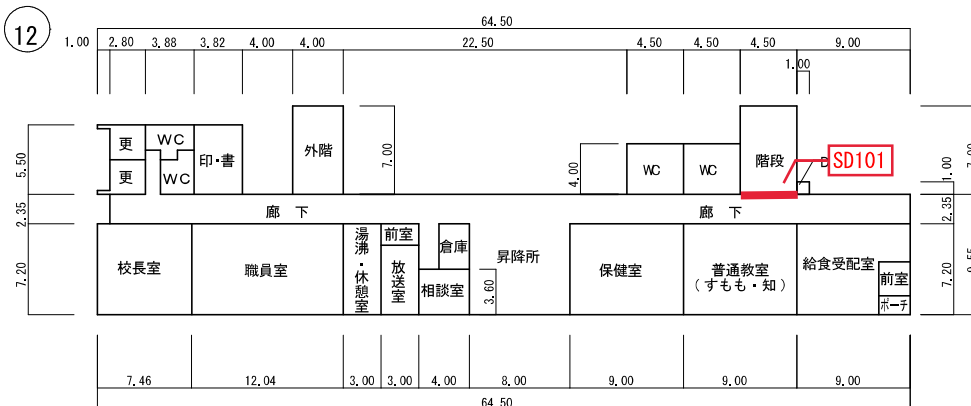 12
64.50
1.00 2.80 3.88 3.82 4.00 4.00 22.50 4.50 4.50 4.50 9.00
1.00
更 WC 印・書 外階 7.00 4.00 WC WC 階段 SD101 1.00 7.00
5.50
更 WC
2.35 廊 下 廊 下 2.35
7.20 校長室 職員室 湯沸・休憩室 前室 放送室 倉庫 相談室 3.60 昇降所 保健室 普通教室 給食受配室 前室 7.20 9.55
(すもも・知) ポーチ
7.46 12.04 3.00 3.00 4.00 8.00 9.00 9.00 9.00
64.50